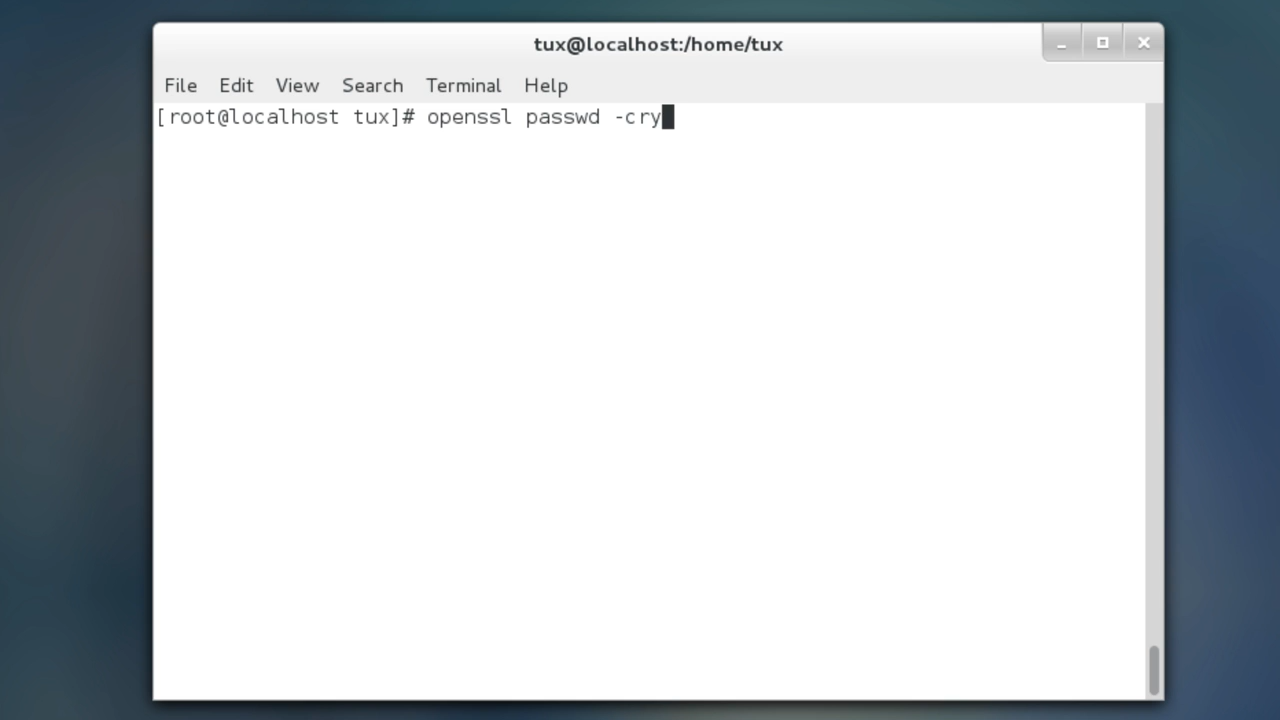 tux@localhost:/home/tux
File Edit View Search Terminal Help
[root@localhost tux]# openssl passwd -cry